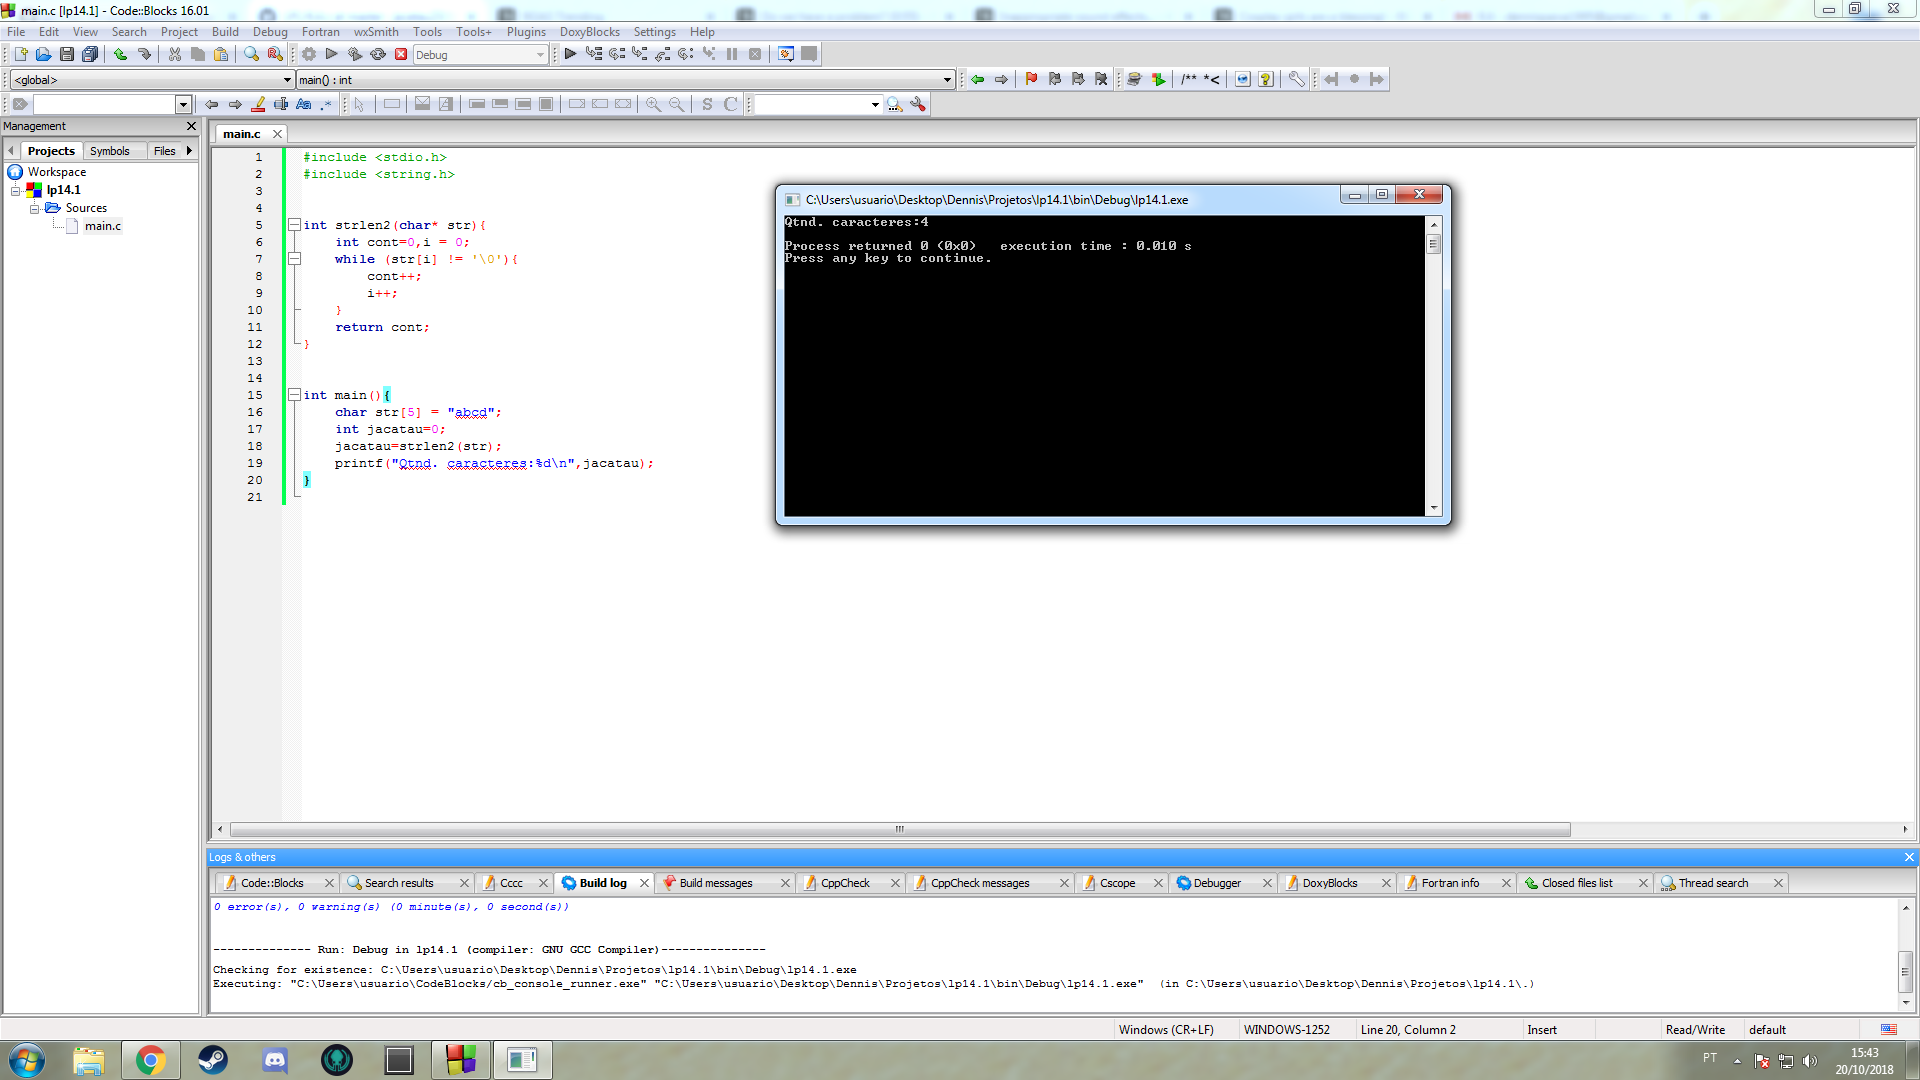 main.c [lp14.1] - Code::Blocks 16.01
File Edit View Search Project Build Debug Fortran wxSmith Tools Tools+ Plugins DoxyBlocks Settings Help
Debug
<global> main() : int
/** *<
Aa .*
S C
Management
main.c
Projects Symbols Files
Workspace
lp14.1
Sources
main.c
1 #include <stdio.h>
2 #include <string.h>
3
4
5 int strlen2(char* str){
6 int cont=0,i = 0;
7 while (str[i] != '\0'){
8 cont++;
9 i++;
10 }
11 return cont;
12 }
13
14
15 int main(){
16 char str[5] = "abcd";
17 int jacatau=0;
18 jacatau=strlen2(str);
19 printf("Qtnd. caracteres:%d\n",jacatau);
20 }
21
C:\Users\usuario\Desktop\Dennis\Projetos\lp14.1\bin\Debug\lp14.1.exe
Qtnd. caracteres:4
Process returned 0 (0x0) execution time : 0.010 s
Press any key to continue.
Logs & others
Code::Blocks Search results Cccc Build log Build messages CppCheck CppCheck messages Cscope Debugger DoxyBlocks Fortran info Closed files list Thread search
0 error(s), 0 warning(s) (0 minute(s), 0 second(s))
-------------- Run: Debug in lp14.1 (compiler: GNU GCC Compiler)---------------
Checking for existence: C:\Users\usuario\Desktop\Dennis\Projetos\lp14.1\bin\Debug\lp14.1.exe
Executing: "C:\Users\usuario\CodeBlocks/cb_console_runner.exe" "C:\Users\usuario\Desktop\Dennis\Projetos\lp14.1\bin\Debug\lp14.1.exe" (in C:\Users\usuario\Desktop\Dennis\Projetos\lp14.1\.)
Windows (CR+LF) WINDOWS-1252 Line 20, Column 2 Insert Read/Write default
PT
15:43
20/10/2018